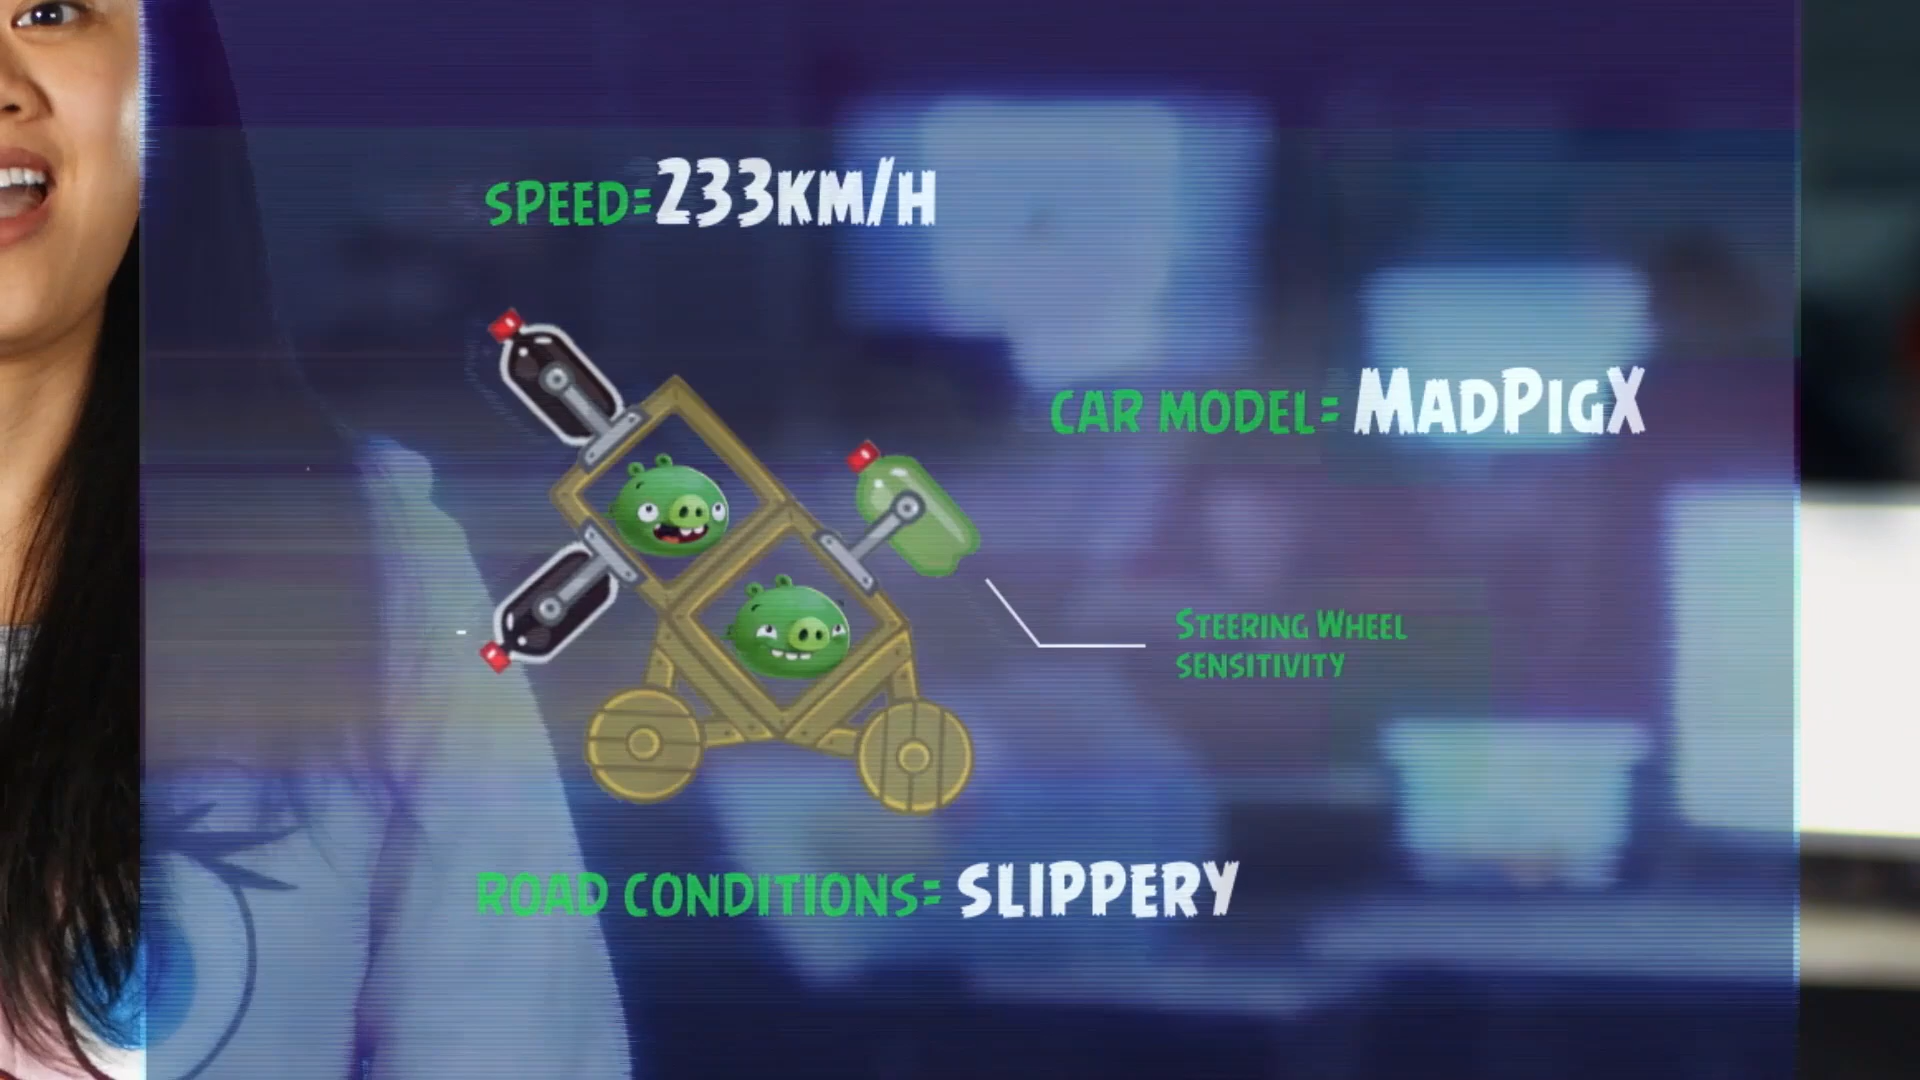 SPEED=233KM/H
CAR MODEL= MADPIGX
STEERING WHEEL
SENSITIVITY
ROAD CONDITIONS= SLIPPERY